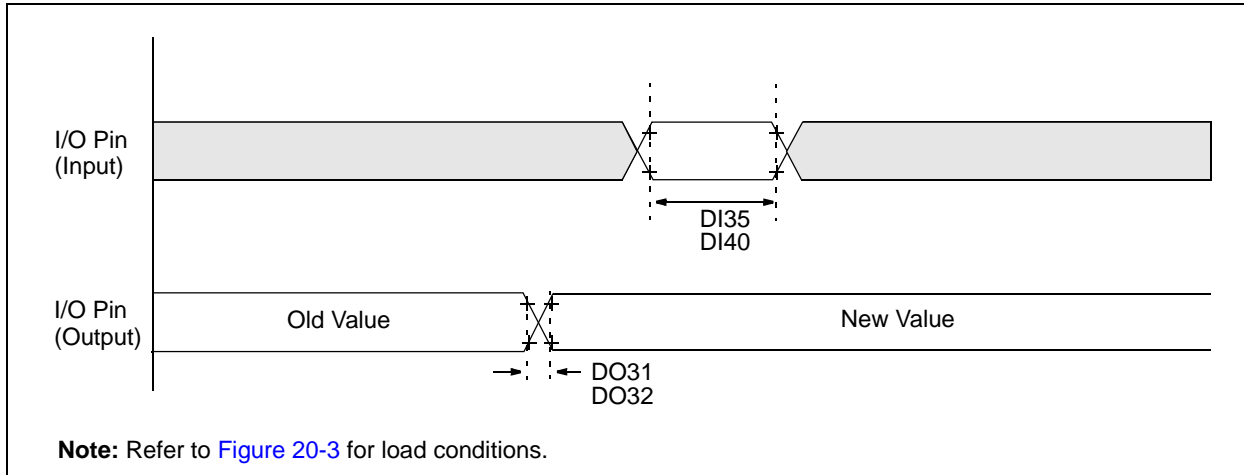 I/O Pin
(Input)
DI35
DI40
I/O Pin
(Output)
Old Value
New Value
DO31
DO32
Note: Refer to Figure 20-3 for load conditions.